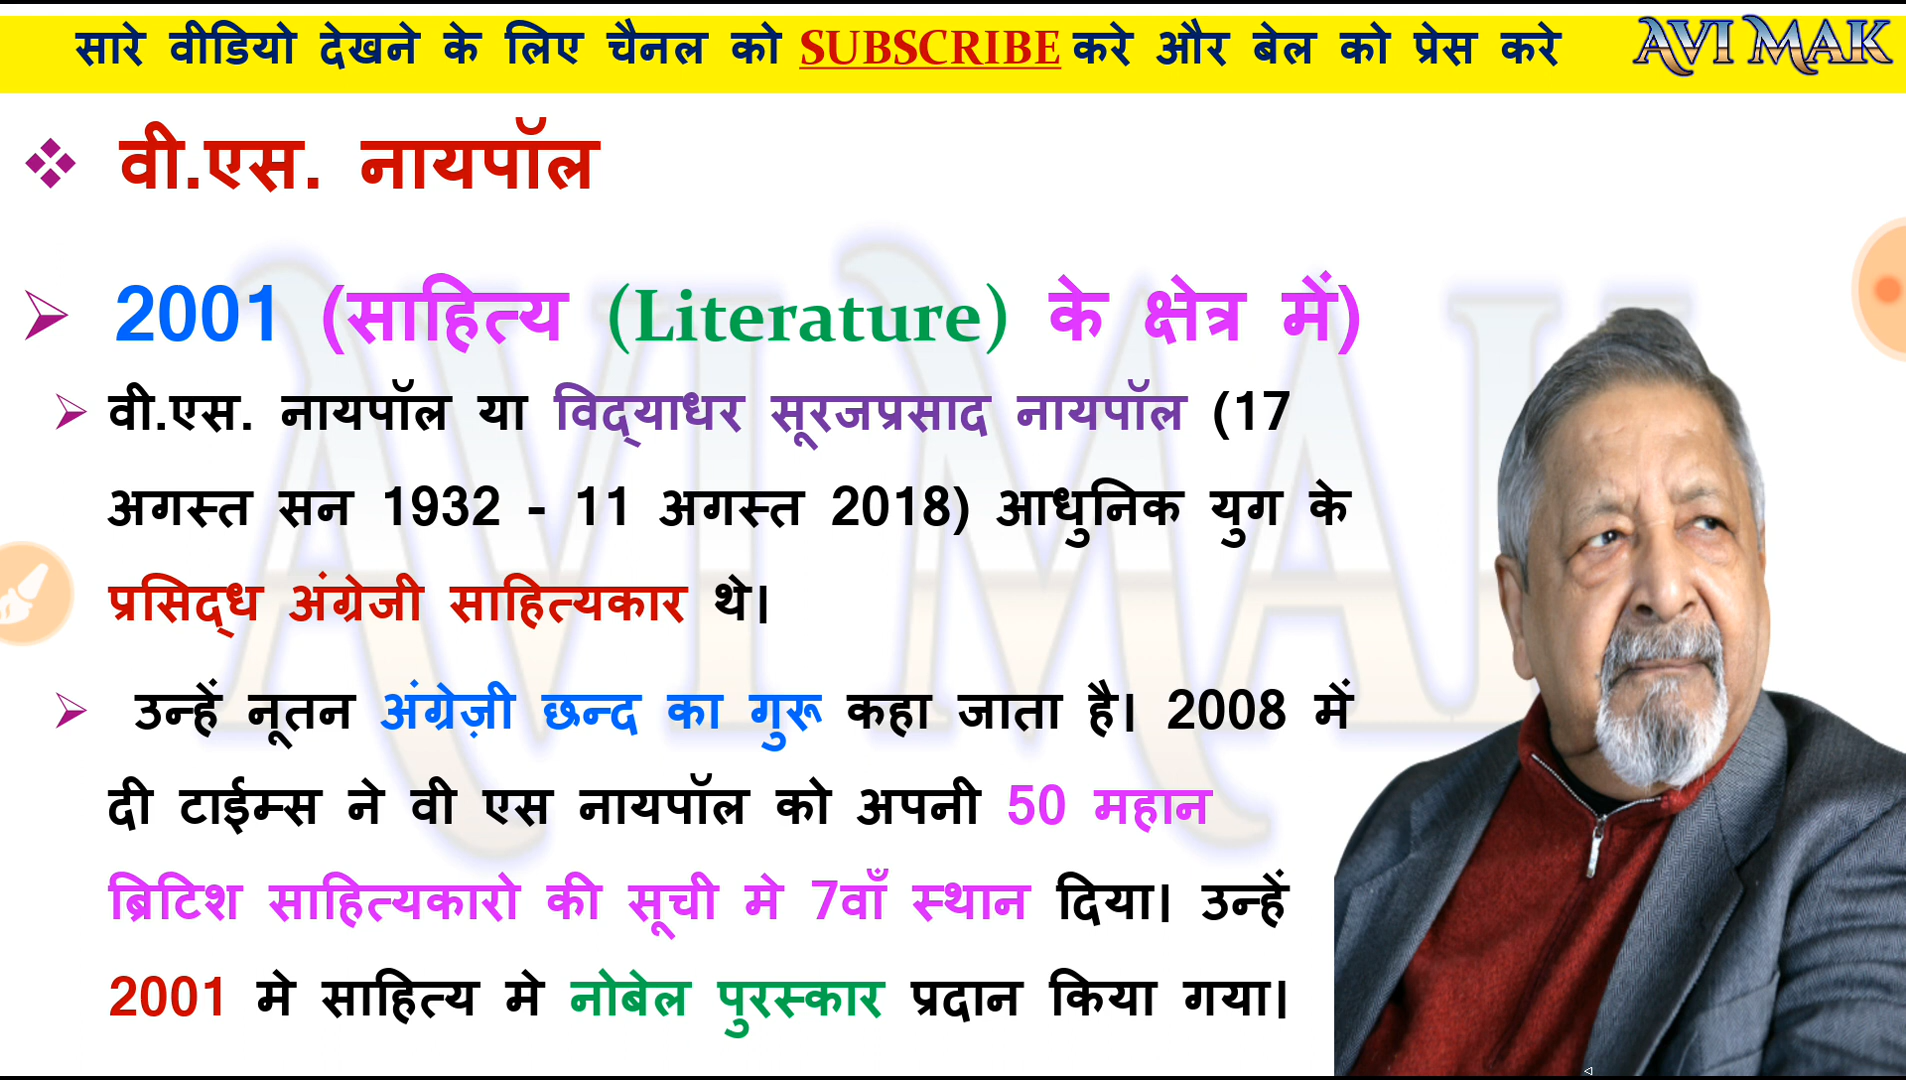 सारे वीडियो देखने के लिए चैनल को SUBSCRIBE करे और बेल को प्रेस करे AVI MAK
वी.एस. नायपॉल
2001 (साहित्य (Literature) के क्षेत्र में)
वी.एस. नायपॉल या विद्याधर सूरजप्रसाद नायपॉल (17
अगस्त सन 1932 - 11 अगस्त 2018) आधुनिक युग के
प्रसिद्ध अंग्रेजी साहित्यकार थे।
उन्हें नूतन अंग्रेज़ी छन्द का गुरू कहा जाता है। 2008 में
दी टाईम्स ने वी एस नायपॉल को अपनी 50 महान
ब्रिटिश साहित्यकारो की सूची मे 7वाँ स्थान दिया। उन्हें
2001 मे साहित्य मे नोबेल पुरस्कार प्रदान किया गया।
AVI MAK